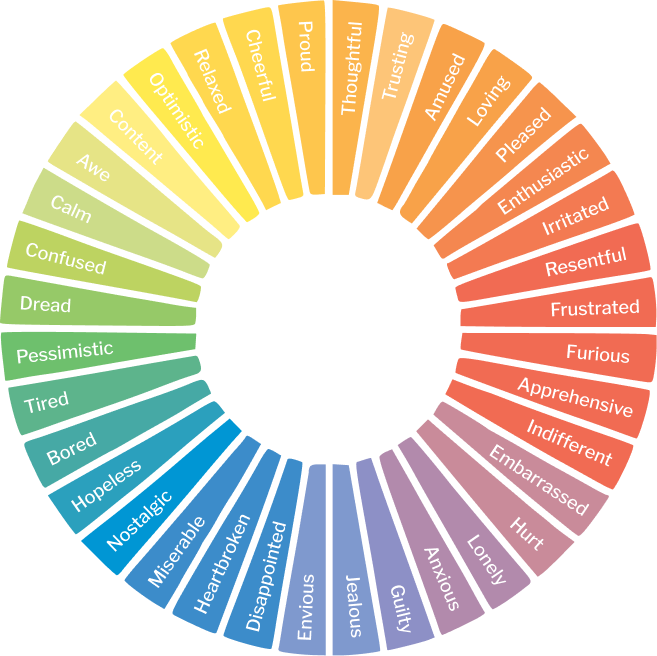 Thoughtful
Trusting
Amused
Loving
Pleased
Enthusiastic
Irritated
Resentful
Frustrated
Furious
Apprehensive
Indifferent
Embarrassed
Hurt
Lonely
Anxious
Guilty
Jealous
Envious
Disappointed
Heartbroken
Miserable
Nostalgic
Hopeless
Bored
Tired
Pessimistic
Dread
Confused
Calm
Awe
Content
Optimistic
Relaxed
Cheerful
Proud